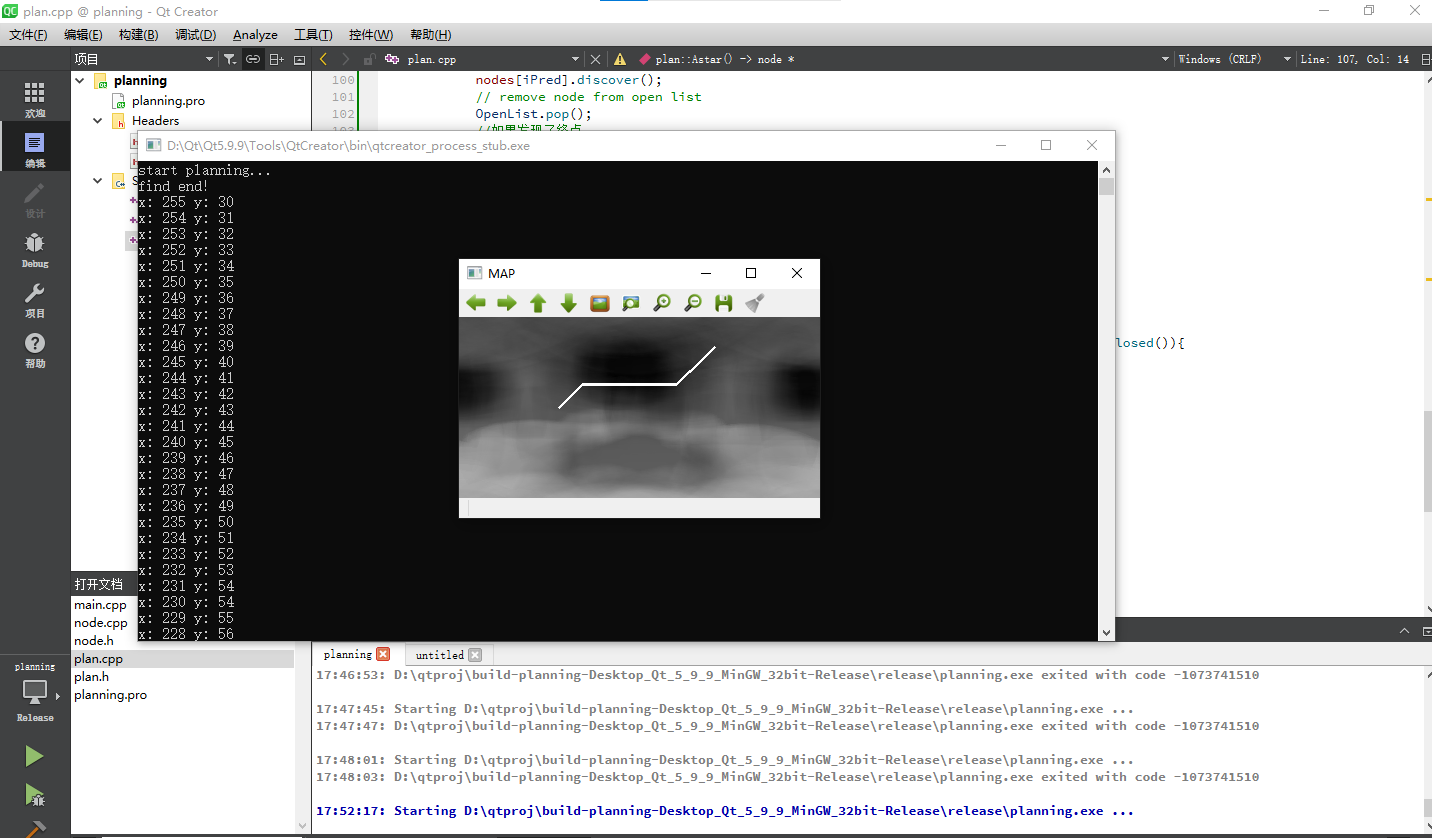 plan.cpp @ planning - Qt Creator
文件(F) 编辑(E) 构建(B) 调试(D) Analyze 工具(T) 控件(W) 帮助(H)
项目
plan.cpp
plan::Astar() -> node *
Windows (CRLF)
Line: 107, Col: 14
欢迎
编辑
设计
Debug
项目
帮助
planning
planning.pro
Headers
100 nodes[iPred].discover();
101 // remove node from open list
102 OpenList.pop();
//如果发现了终点
losed()){
D:\Qt\Qt5.9.9\Tools\QtCreator\bin\qtcreator_process_stub.exe
start planning...
find end!
x: 255 y: 30
x: 254 y: 31
x: 253 y: 32
x: 252 y: 33
x: 251 y: 34
x: 250 y: 35
x: 249 y: 36
x: 248 y: 37
x: 247 y: 38
x: 246 y: 39
x: 245 y: 40
x: 244 y: 41
x: 243 y: 42
x: 242 y: 43
x: 241 y: 44
x: 240 y: 45
x: 239 y: 46
x: 238 y: 47
x: 237 y: 48
x: 236 y: 49
x: 235 y: 50
x: 234 y: 51
x: 233 y: 52
x: 232 y: 53
x: 231 y: 54
x: 230 y: 54
x: 229 y: 55
x: 228 y: 56
MAP
打开文档
main.cpp
node.cpp
node.h
plan.cpp
plan.h
planning.pro
planning
Release
planning
untitled
17:46:53: D:\qtproj\build-planning-Desktop_Qt_5_9_9_MinGW_32bit-Release\release\planning.exe exited with code -1073741510
17:47:45: Starting D:\qtproj\build-planning-Desktop_Qt_5_9_9_MinGW_32bit-Release\release\planning.exe ...
17:47:47: D:\qtproj\build-planning-Desktop_Qt_5_9_9_MinGW_32bit-Release\release\planning.exe exited with code -1073741510
17:48:01: Starting D:\qtproj\build-planning-Desktop_Qt_5_9_9_MinGW_32bit-Release\release\planning.exe ...
17:48:03: D:\qtproj\build-planning-Desktop_Qt_5_9_9_MinGW_32bit-Release\release\planning.exe exited with code -1073741510
17:52:17: Starting D:\qtproj\build-planning-Desktop_Qt_5_9_9_MinGW_32bit-Release\release\planning.exe ...